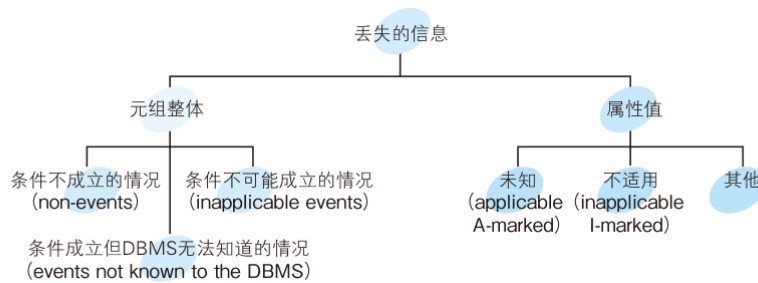 丢失的信息
元组整体
属性值
条件不成立的情况
(non-events)
条件不可能成立的情况
(inapplicable events)
条件成立但DBMS无法知道的情况
(events not known to the DBMS)
未知
(applicable
A-marked)
不适用
(inapplicable
I-marked)
其他